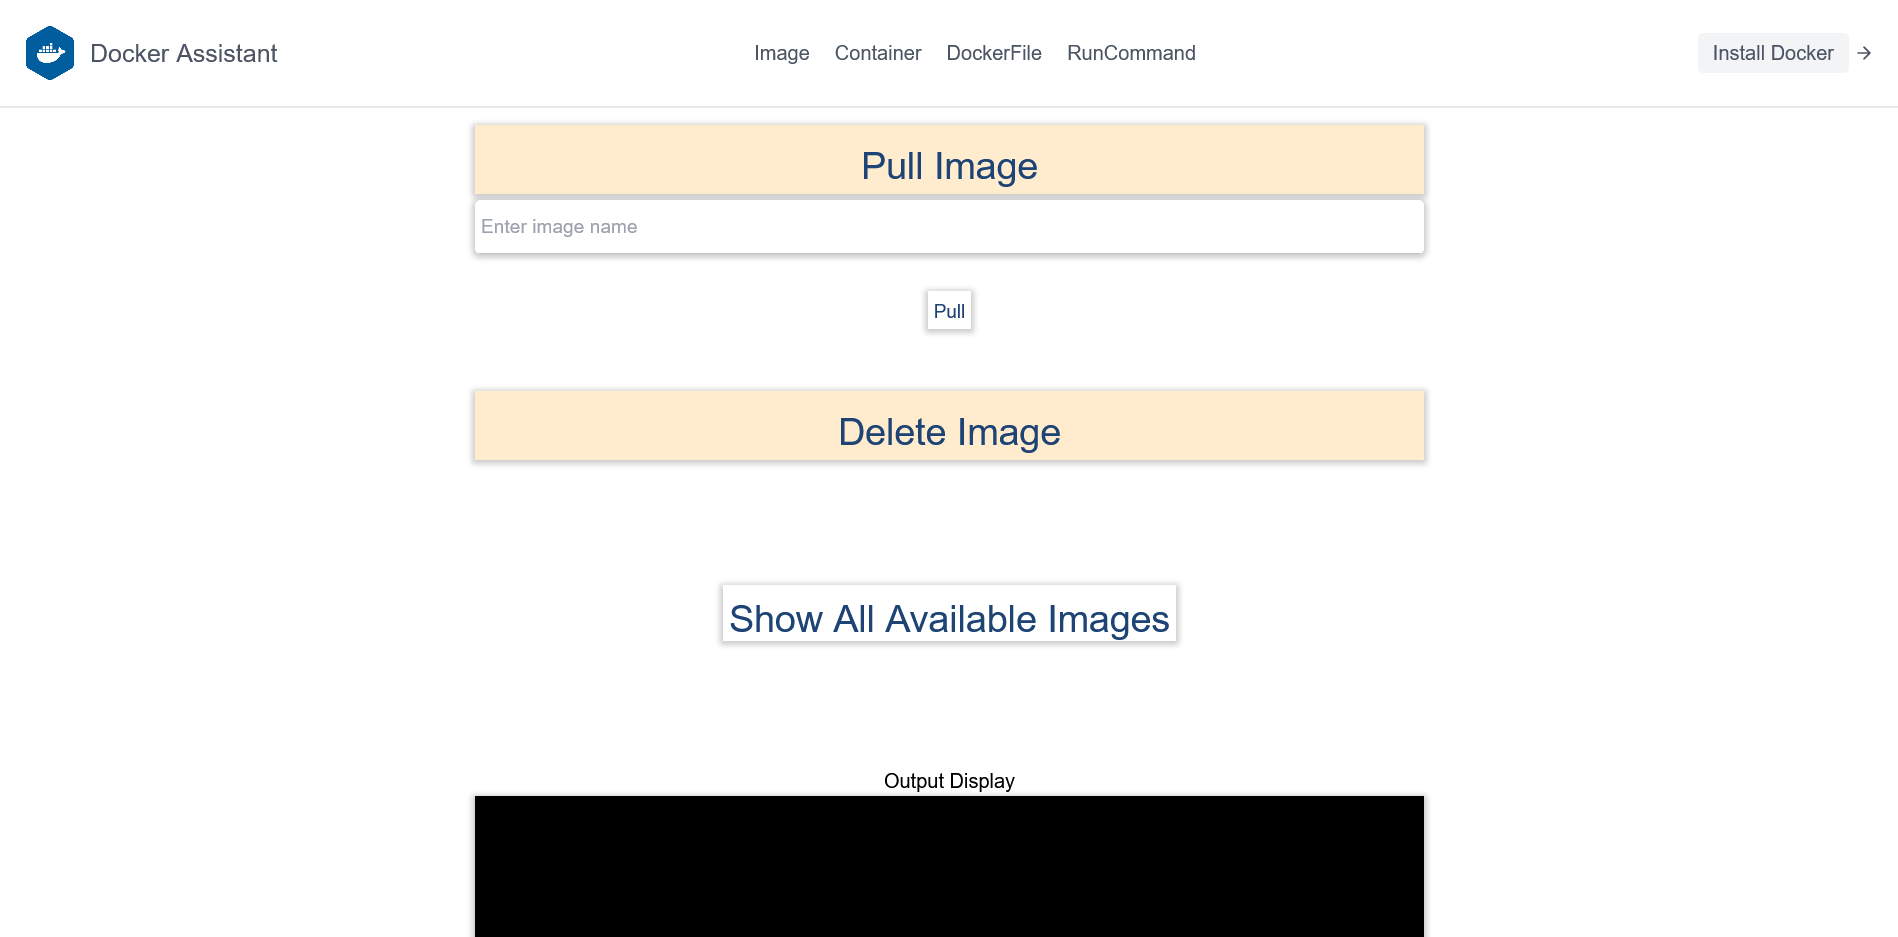 Docker Assistant
Image Container DockerFile RunCommand
Install Docker
Pull Image
Enter image name
Pull
Delete Image
Show All Available Images
Output Display